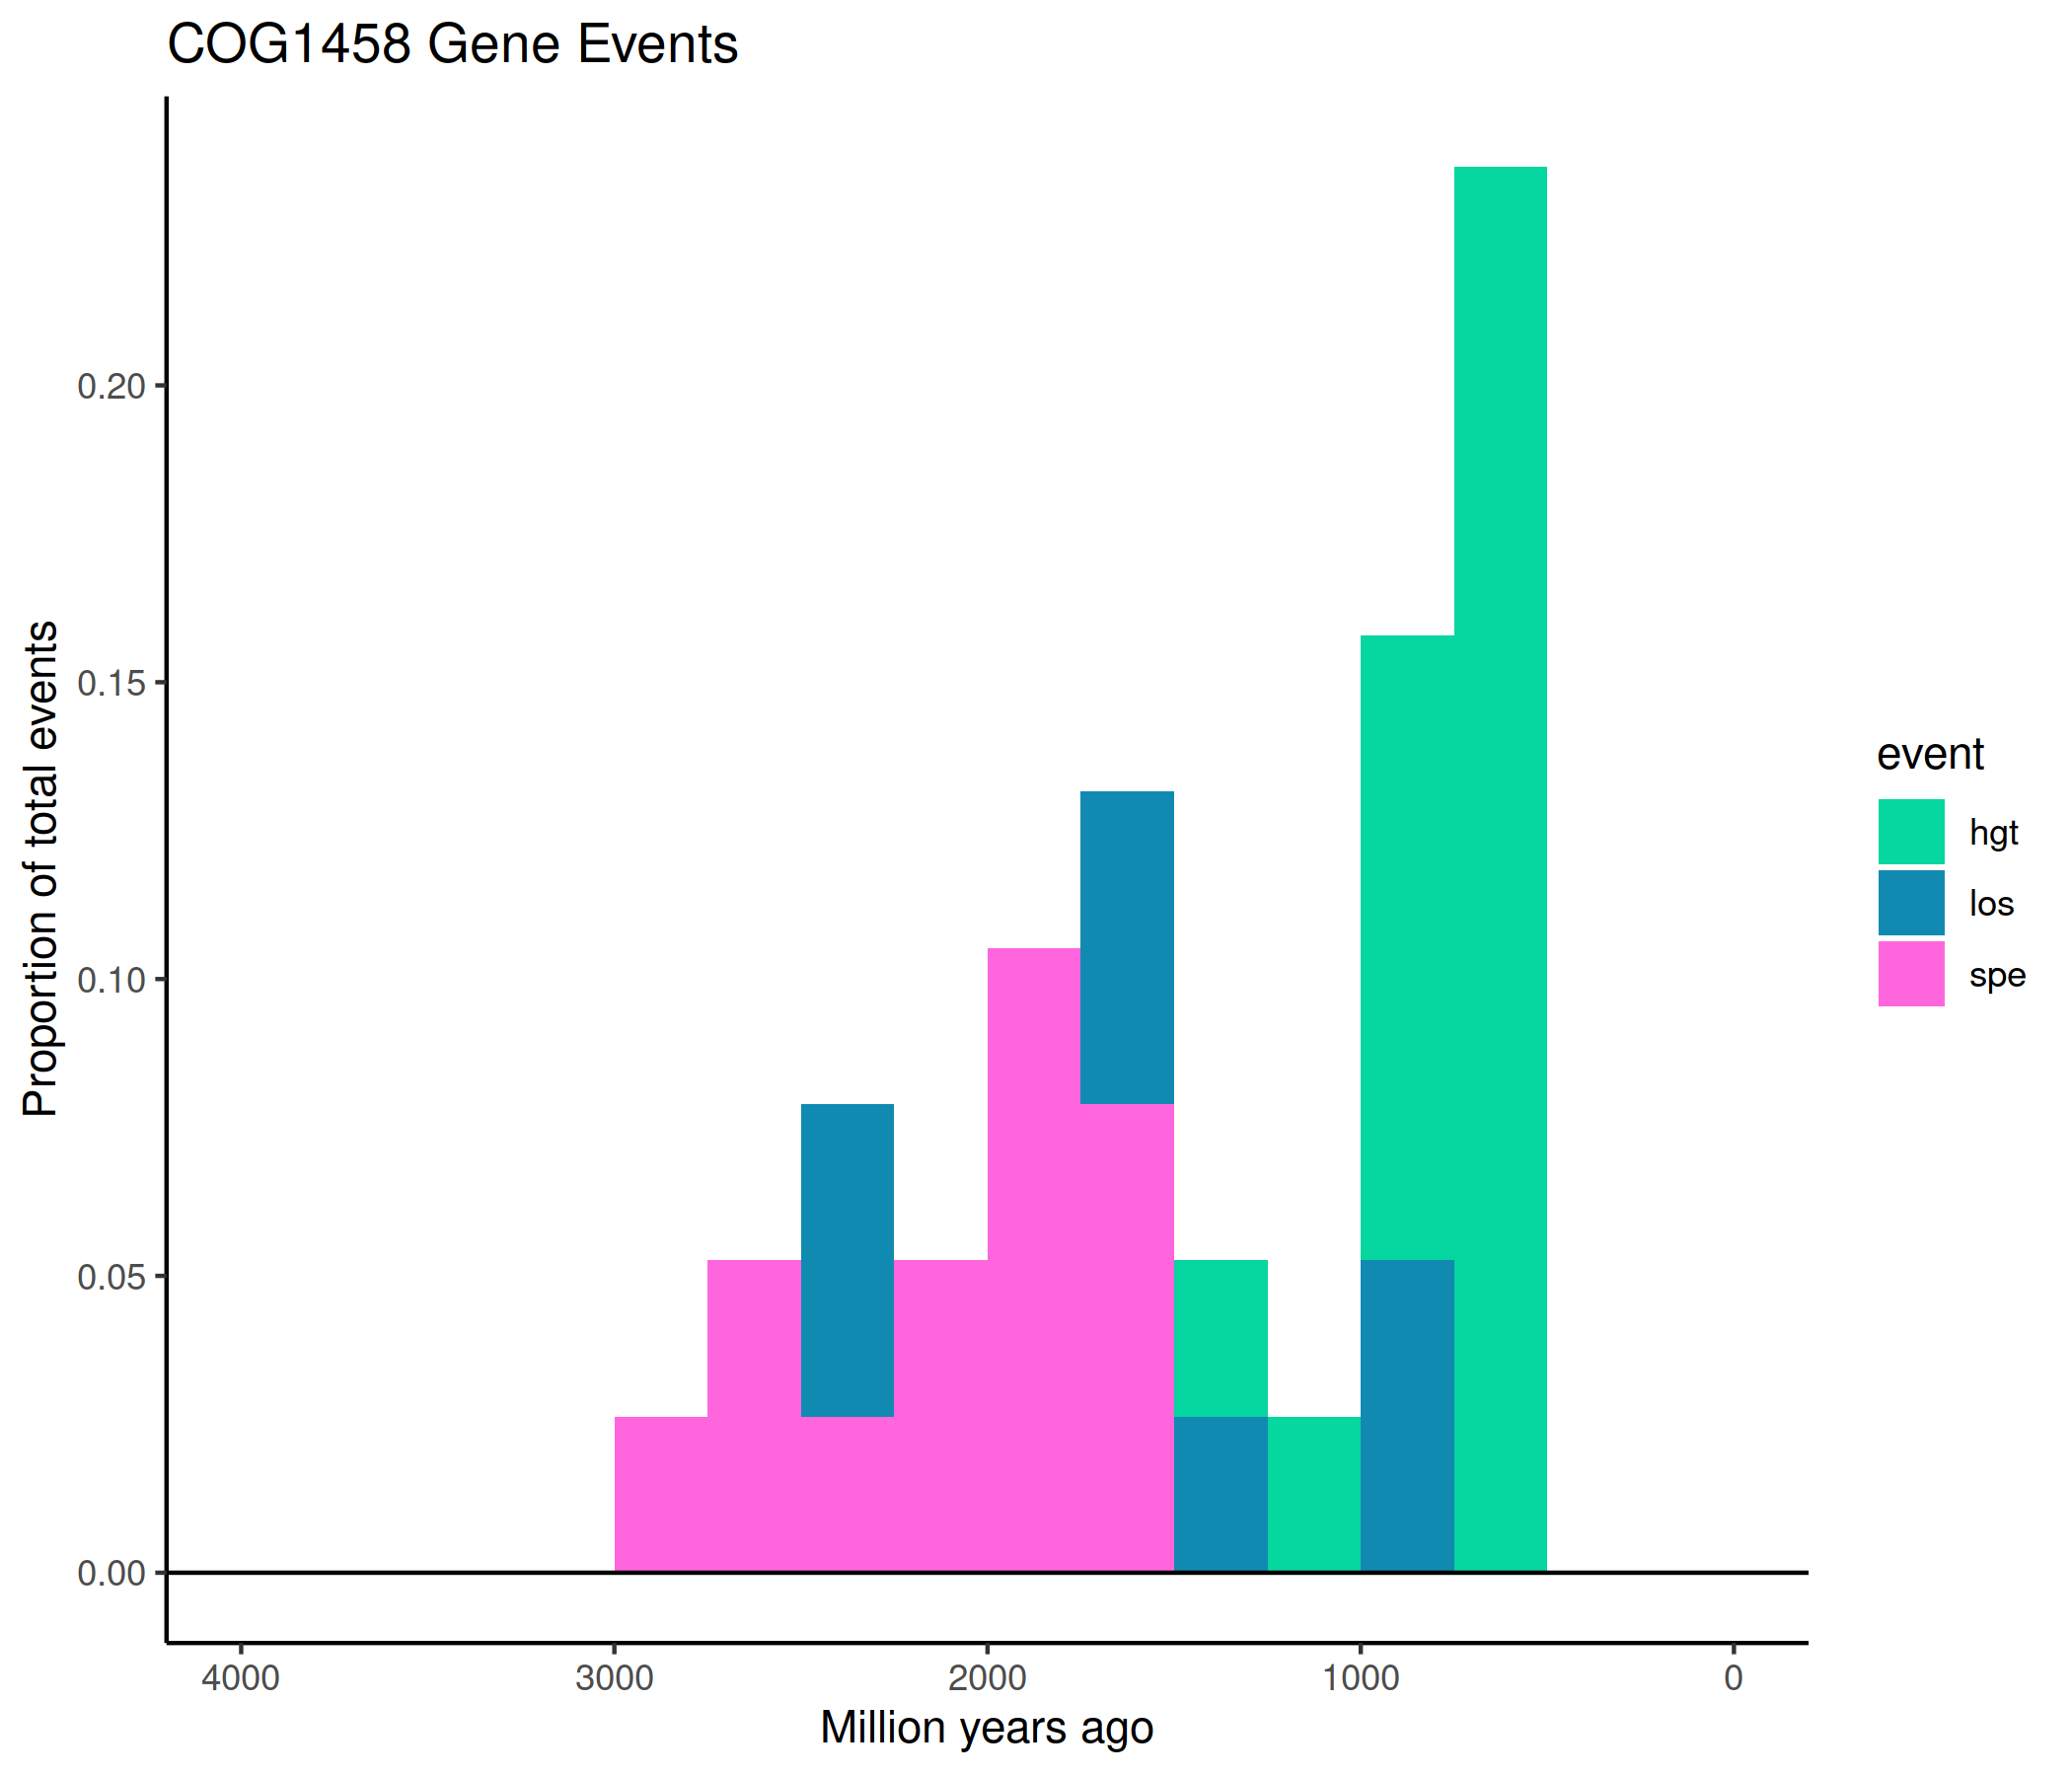 COG1458 Gene Events
Proportion of total events
0.20
0.15
0.10
0.05
0.00
4000 3000 2000 1000 0
Million years ago
event
hgt
los
spe